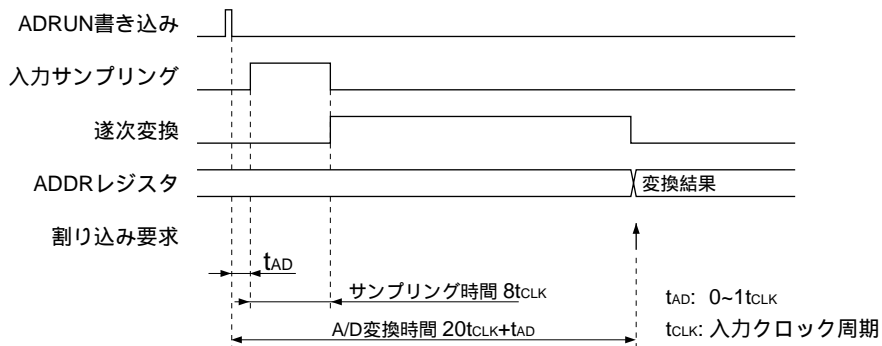 ADRUN書き込み
入力サンプリング
遂次変換
ADDRレジスタ
変換結果
割り込み要求
tAD
サンプリング時間 8tCLK
tAD: 0~1tCLK
A/D変換時間 20tCLK+tAD
tCLK: 入力クロック周期